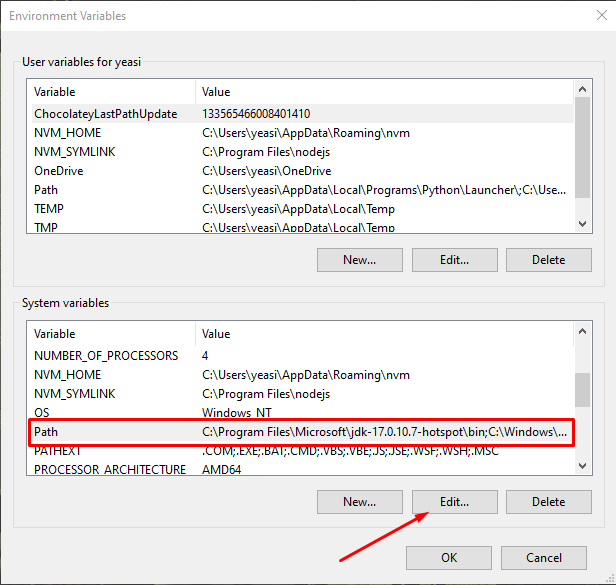 Environment Variables
User variables for yeasi
Variable Value
ChocolateyLastPathUpdate 133565466008401410
NVM_HOME C:\Users\yeasi\AppData\Roaming\nvm
NVM_SYMLINK C:\Program Files\nodejs
OneDrive C:\Users\yeasi\OneDrive
Path C:\Users\yeasi\AppData\Local\Programs\Python\Launcher\;C:\Use...
TEMP C:\Users\yeasi\AppData\Local\Temp
TMP C:\Users\yeasi\AppData\Local\Temp
New... Edit... Delete
System variables
Variable Value
NUMBER_OF_PROCESSORS 4
NVM_HOME C:\Users\yeasi\AppData\Roaming\nvm
NVM_SYMLINK C:\Program Files\nodejs
OS Windows_NT
Path C:\Program Files\Microsoft\jdk-17.0.10.7-hotspot\bin;C:\Windows\...
PATHEXT .COM;.EXE;.BAT;.CMD;.VBS;.VBE;.JS;.JSE;.WSF;.WSH;.MSC
PROCESSOR_ARCHITECTURE AMD64
New... Edit... Delete
OK Cancel